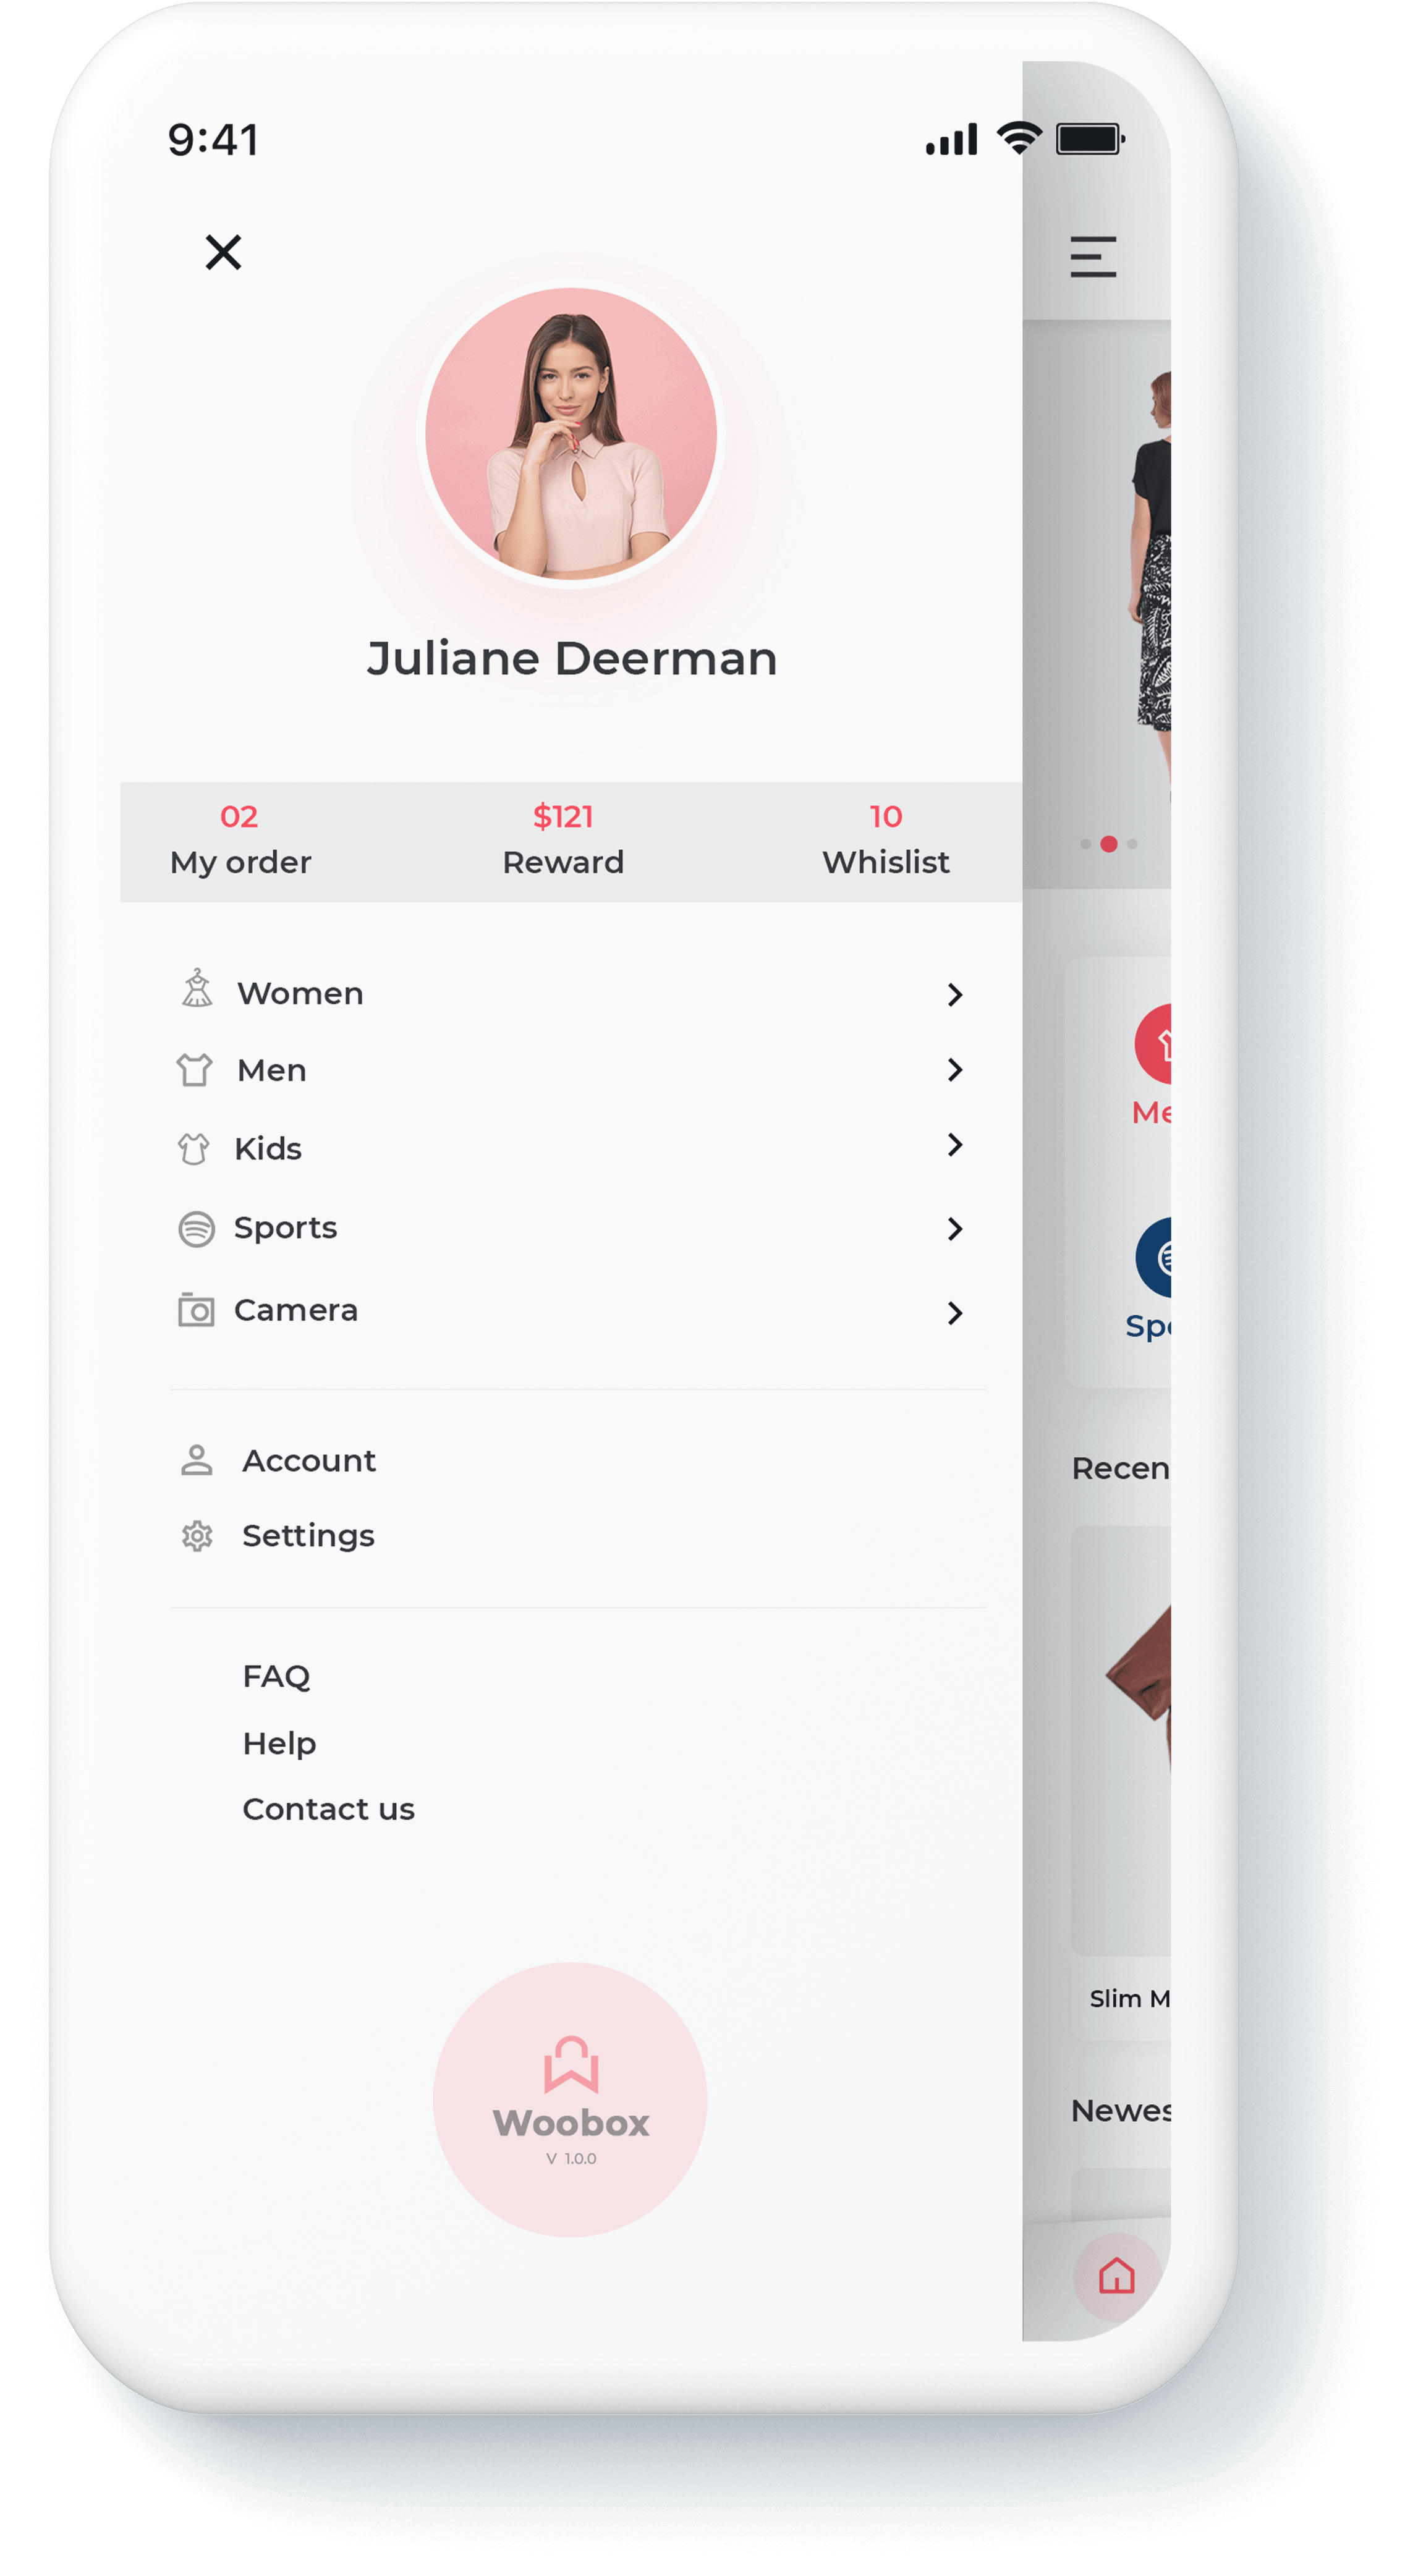 9:41
Juliane Deerman
02
My order
$121
Reward
10
Whislist
Women
Men
Kids
Sports
Camera
Account
Settings
FAQ
Help
Contact us
Woobox
V 1.0.0
Me
Spo
Recen
Slim M
Newes